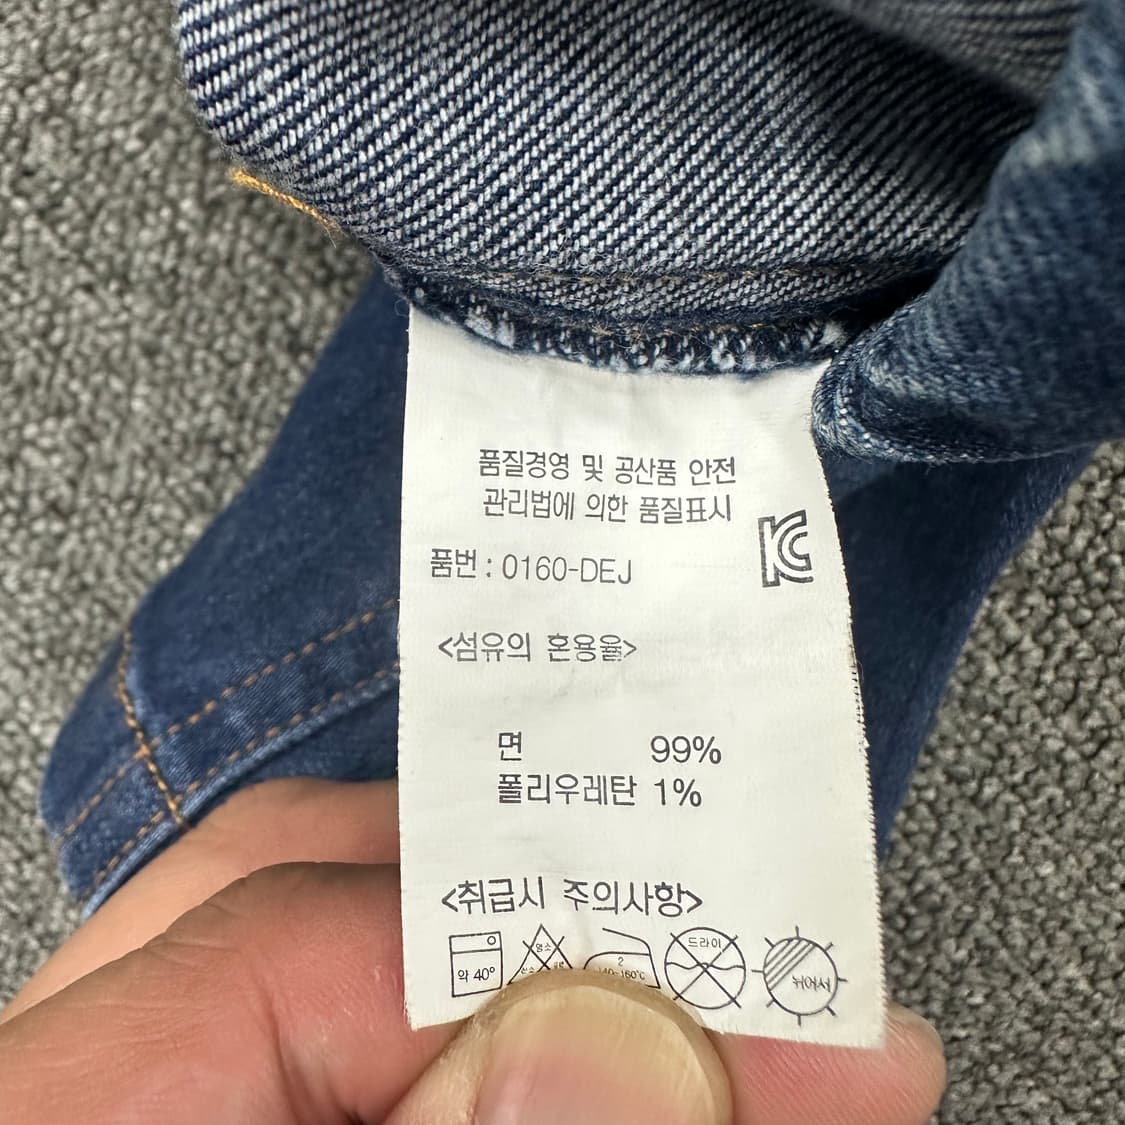 품질경영 및 공산품 안전
관리법에 의한 품질표시
KC
품번 : 0160-DEJ
<섬유의 혼용율>
면 99%
폴리우레탄 1%
<취급시 주의사항>
약 40°
염소
2
140-160°C
드라이
뉘어서